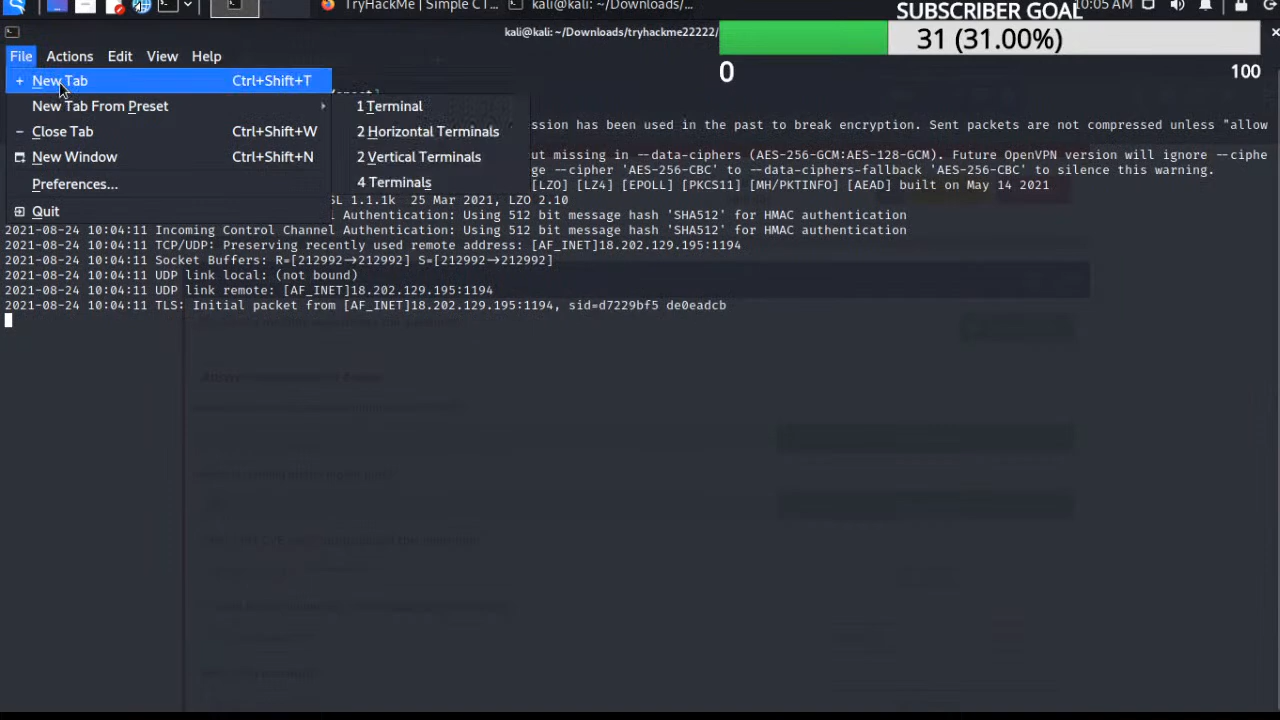 TryHackMe | Simple CT...
kali@kali: ~/Downloads/...
10:05 AM
SUBSCRIBER GOAL
31 (31.00%)
0
100
kali@kali: ~/Downloads/tryhackme22222/
File Actions Edit View Help
+ New Tab Ctrl+Shift+T
New Tab From Preset
− Close Tab Ctrl+Shift+W
New Window Ctrl+Shift+N
Preferences...
Quit
1 Terminal
2 Horizontal Terminals
2 Vertical Terminals
4 Terminals
ssion has been used in the past to break encryption. Sent packets are not compressed unless "allow
ut missing in --data-ciphers (AES-256-GCM:AES-128-GCM). Future OpenVPN version will ignore --ciphe
ge --cipher 'AES-256-CBC' to --data-ciphers-fallback 'AES-256-CBC' to silence this warning.
[LZO] [LZ4] [EPOLL] [PKCS11] [MH/PKTINFO] [AEAD] built on May 14 2021
SL 1.1.1k 25 Mar 2021, LZO 2.10
l Authentication: Using 512 bit message hash 'SHA512' for HMAC authentication
2021-08-24 10:04:11 Incoming Control Channel Authentication: Using 512 bit message hash 'SHA512' for HMAC authentication
2021-08-24 10:04:11 TCP/UDP: Preserving recently used remote address: [AF_INET]18.202.129.195:1194
2021-08-24 10:04:11 Socket Buffers: R=[212992→212992] S=[212992→212992]
2021-08-24 10:04:11 UDP link local: (not bound)
2021-08-24 10:04:11 UDP link remote: [AF_INET]18.202.129.195:1194
2021-08-24 10:04:11 TLS: Initial packet from [AF_INET]18.202.129.195:1194, sid=d7229bf5 de0eadcb